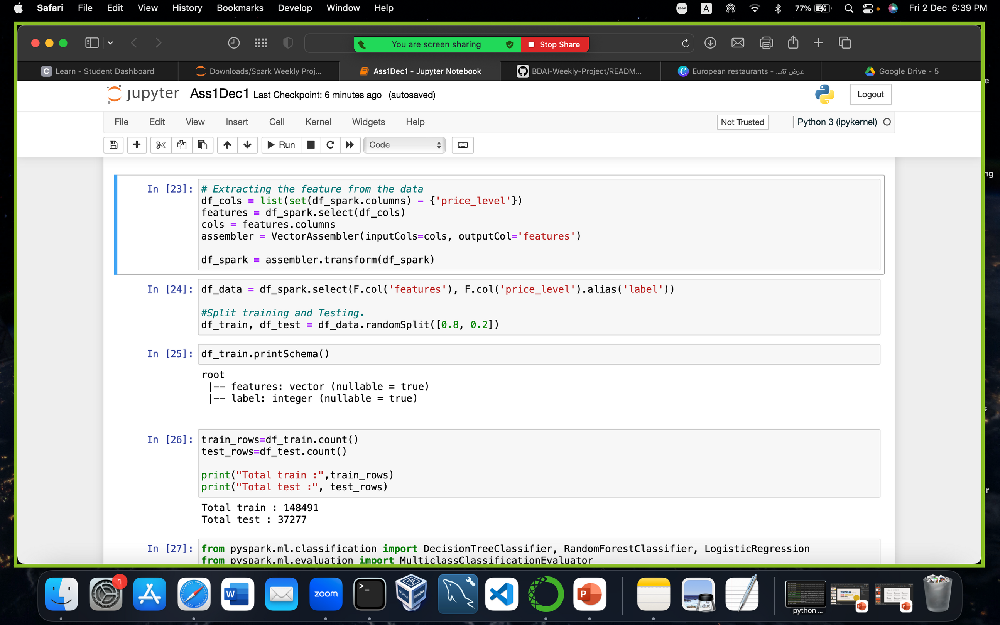 Safari File Edit View History Bookmarks Develop Window Help zoom A 77% Fri 2 Dec 6:39 PM
You are screen sharing Stop Share
C Learn - Student Dashboard Downloads/Spark Weekly Proj... Ass1Dec1 - Jupyter Notebook BDAI-Weekly-Project/READM... European restaurants - ...عرض تق Google Drive - 5
jupyter Ass1Dec1 Last Checkpoint: 6 minutes ago (autosaved) Logout
File Edit View Insert Cell Kernel Widgets Help Not Trusted Python 3 (ipykernel)
Run Code
In [23]: # Extracting the feature from the data
df_cols = list(set(df_spark.columns) - {'price_level'})
features = df_spark.select(df_cols)
cols = features.columns
assembler = VectorAssembler(inputCols=cols, outputCol='features')
df_spark = assembler.transform(df_spark)
In [24]: df_data = df_spark.select(F.col('features'), F.col('price_level').alias('label'))
#Split training and Testing.
df_train, df_test = df_data.randomSplit([0.8, 0.2])
In [25]: df_train.printSchema()
root
|-- features: vector (nullable = true)
|-- label: integer (nullable = true)
In [26]: train_rows=df_train.count()
test_rows=df_test.count()
print("Total train :",train_rows)
print("Total test :", test_rows)
Total train : 148491
Total test : 37277
In [27]: from pyspark.ml.classification import DecisionTreeClassifier, RandomForestClassifier, LogisticRegression
from pyspark.ml.evaluation import MulticlassClassificationEvaluator
1
W zoom >_ P
python ...